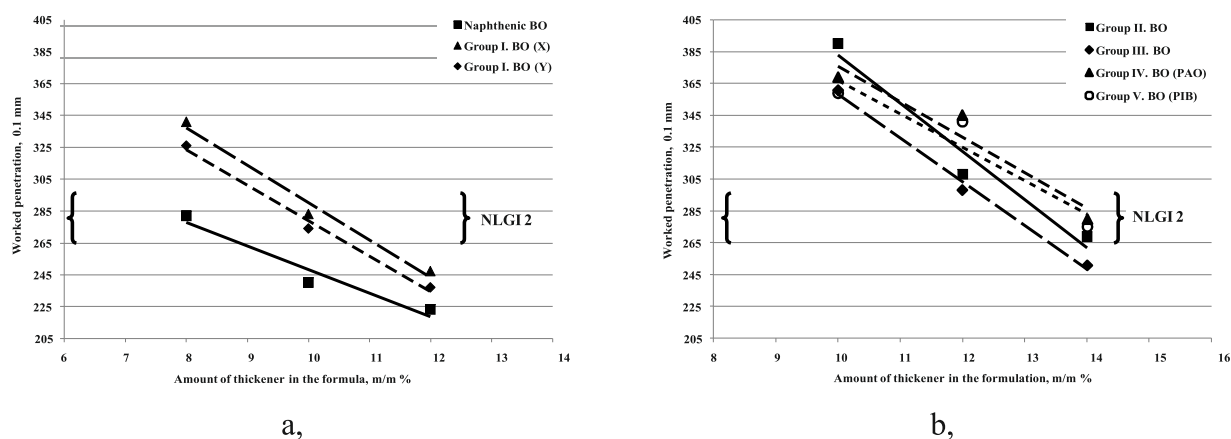 405
385
365
345
325
305
285
265
245
225
205
Worked penetration, 0.1 mm
Naphthenic BO
Group I. BO (X)
Group I. BO (Y)
NLGI 2
6 7 8 9 10 11 12 13 14
Amount of thickener in the formula, m/m %
a,
405
385
365
345
325
305
285
265
245
225
205
Worked penetration, 0.1 mm
Group II. BO
Group III. BO
Group IV. BO (PAO)
Group V. BO (PIB)
NLGI 2
8 9 10 11 12 13 14 15 16
Amount of thickener in the formulation, m/m %
b,